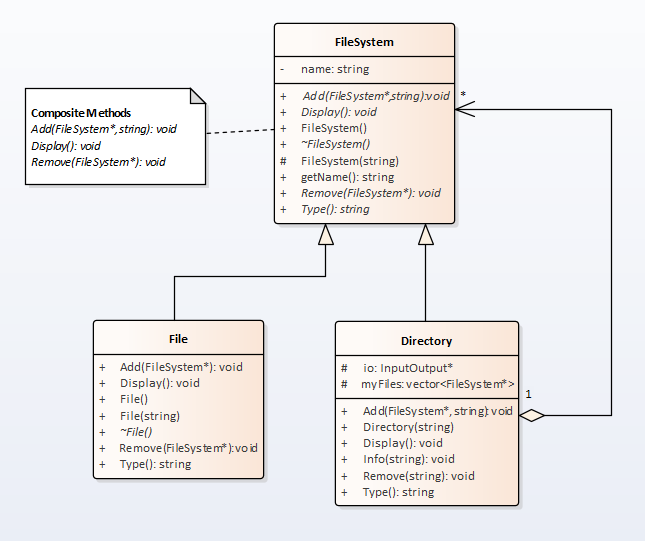 FileSystem
- name: string
+ Add(FileSystem*,string):void
+ Display(): void
+ FileSystem()
+ ~FileSystem()
# FileSystem(string)
+ getName(): string
+ Remove(FileSystem*): void
+ Type(): string
*
Composite Methods
Add(FileSystem*, string): void
Display(): void
Remove(FileSystem*): void
File
+ Add(FileSystem*): void
+ Display(): void
+ File()
+ File(string)
+ ~File()
+ Remove(FileSystem*):void
+ Type(): string
Directory
# io: InputOutput*
# myFiles: vector<FileSystem*>
+ Add(FileSystem*, string): void
+ Directory(string)
+ Display(): void
+ Info(string): void
+ Remove(string): void
+ Type(): string
1